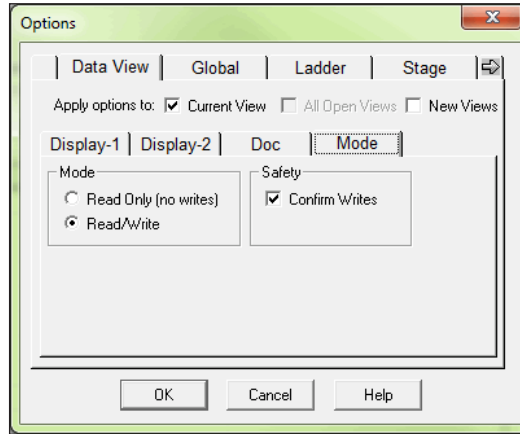 Options
x
Data View Global Ladder Stage
Apply options to: Current View All Open Views New Views
Display-1 Display-2 Doc Mode
Mode Safety
Read Only (no writes) Confirm Writes
Read/Write
OK Cancel Help